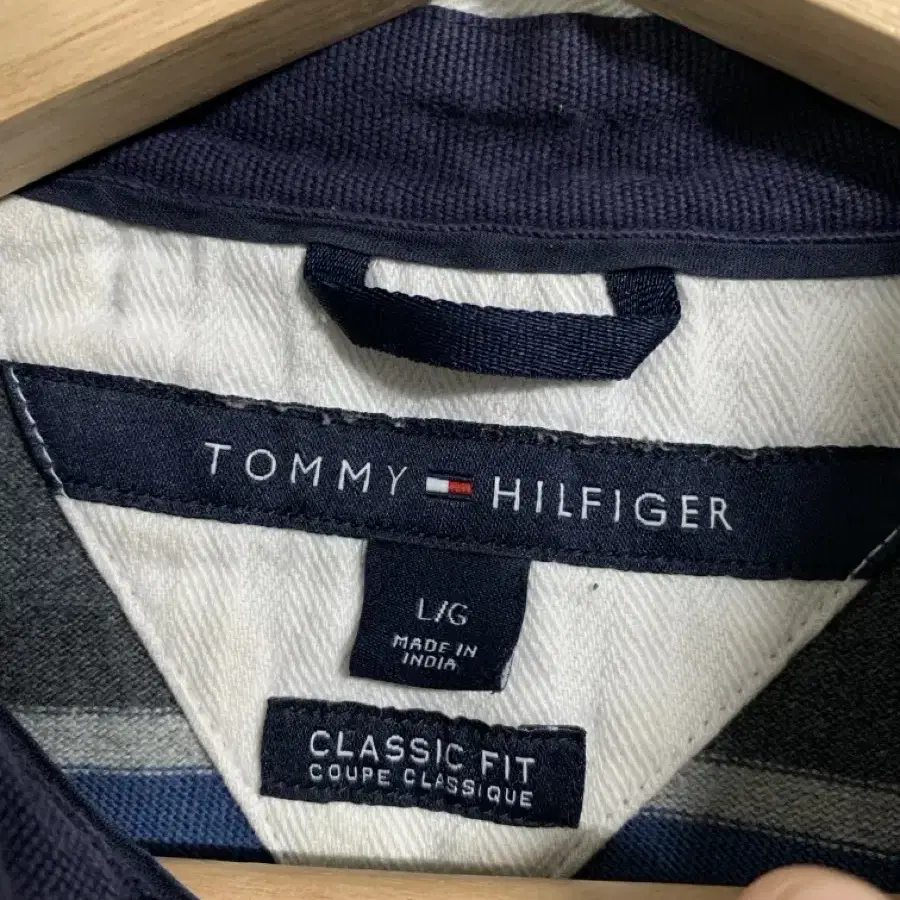 TOMMY HILFIGER
L/G
MADE IN
INDIA
CLASSIC FIT
COUPE CLASSIQUE